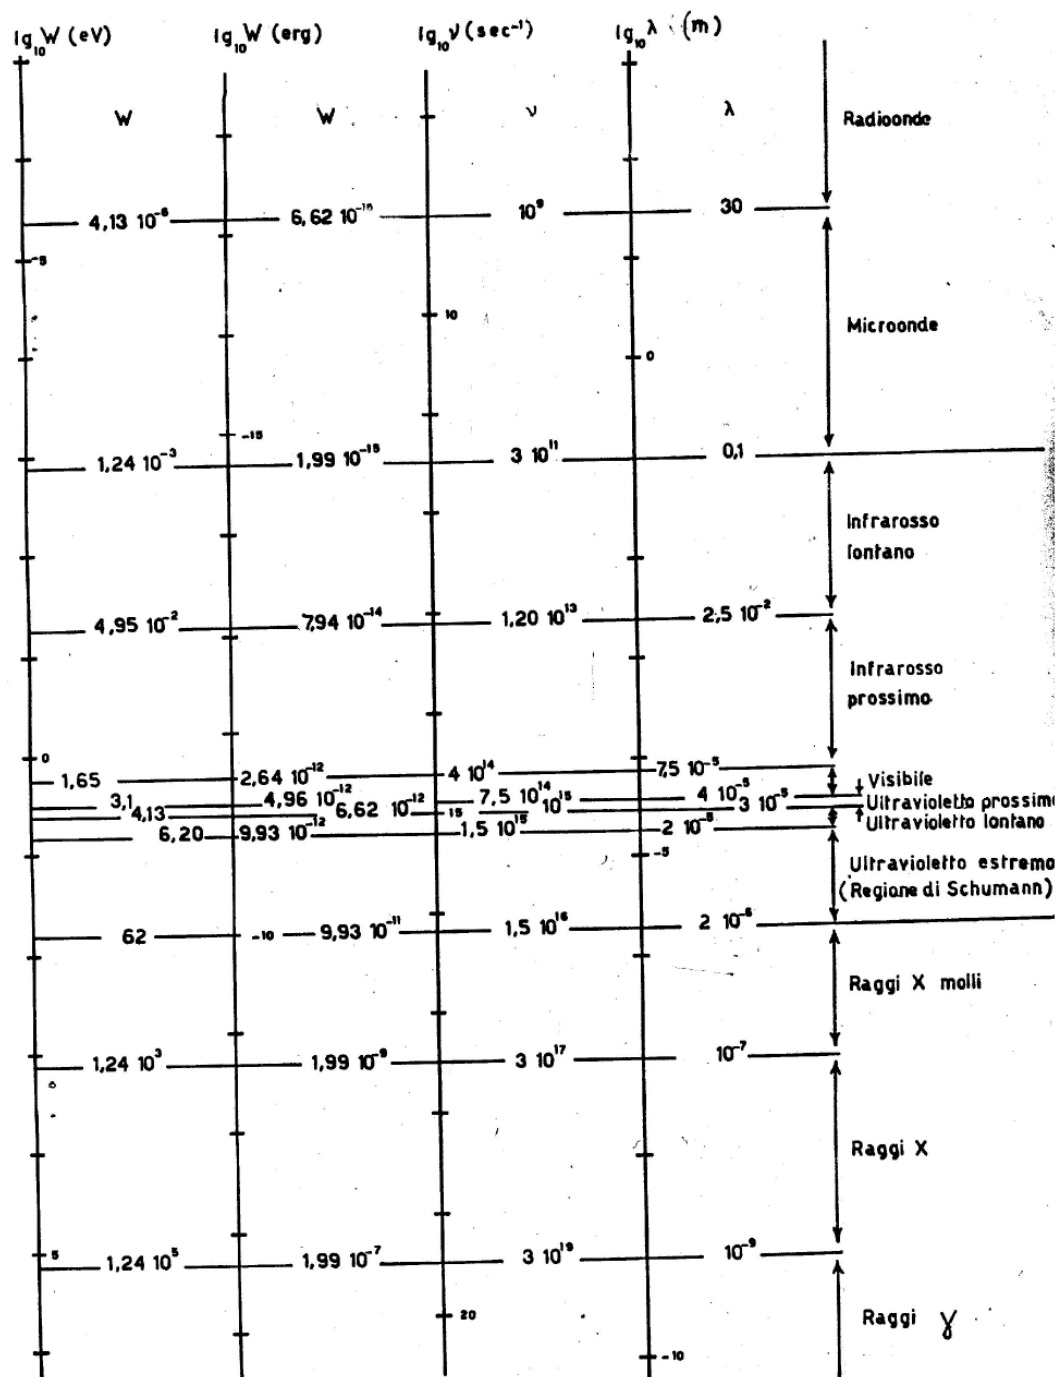 lg₁₀W (eV) lg₁₀W (erg) lg₁₀ν (sec⁻¹) lg₁₀λ (m)
W W ν λ
Radioonde
4,13 10⁻⁶ 6,62 10⁻¹⁵ 10⁹ 30
-5
10
Microonde
0
-15
1,24 10⁻³ 1,99 10⁻¹⁵ 3 10¹¹ 0,1
Infrarosso
lontano
4,95 10⁻² 7,94 10⁻¹⁴ 1,20 10¹³ 2,5 10⁻²
Infrarosso
prossimo
0
1,65 2,64 10⁻¹² 4 10¹⁴ 7,5 10⁻⁵
Visibile
3,1 4,96 10⁻¹² 7,5 10¹⁴ 4 10⁻⁵
Ultravioletto prossimo
4,13 6,62 10⁻¹² 15 10¹⁵ 3 10⁻⁵
Ultravioletto lontano
6,20 9,93 10⁻¹² 1,5 10¹⁵ 2 10⁻⁵
-5
Ultravioletto estremo
(Regione di Schumann)
62 -10 9,93 10⁻¹¹ 1,5 10¹⁶ 2 10⁻⁶
Raggi X molli
1,24 10³ 1,99 10⁻⁹ 3 10¹⁷ 10⁻⁷
Raggi X
5
1,24 10⁵ 1,99 10⁻⁷ 3 10¹⁹ 10⁻⁹
20
Raggi γ
-10